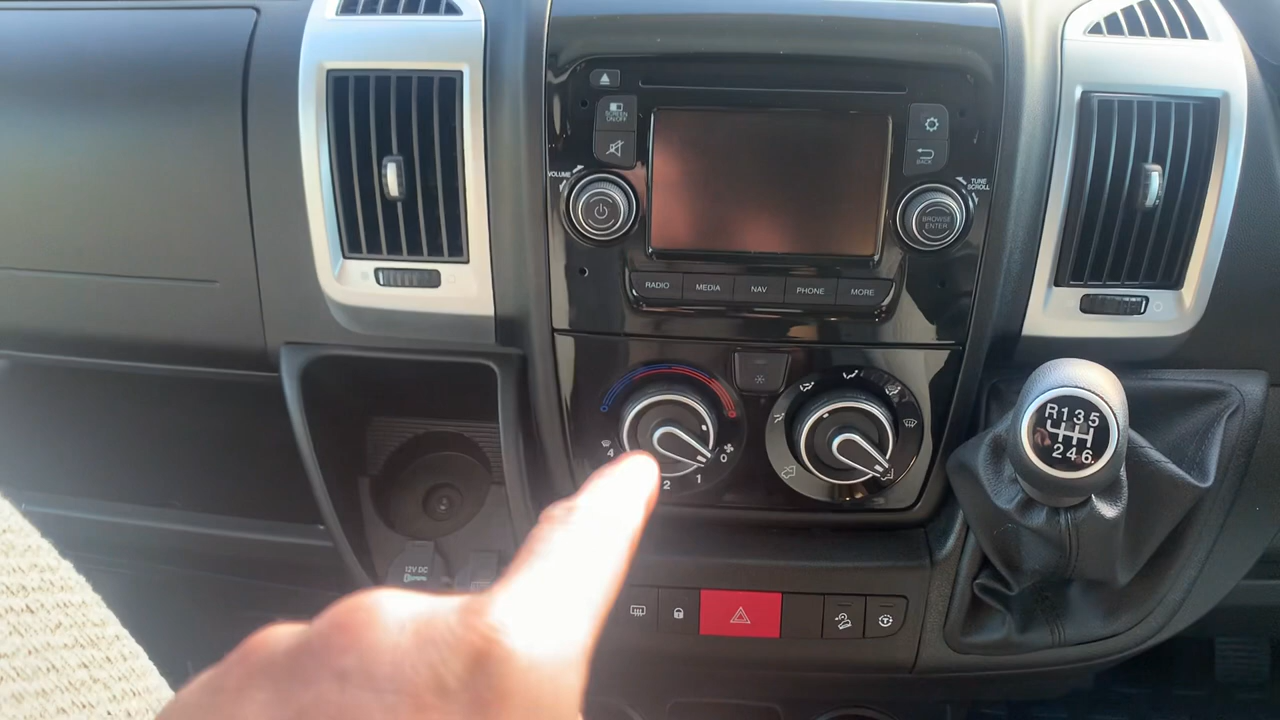 SCREEN
ON/OFF
VOLUME
BACK
TUNE
SCROLL
BROWSE
ENTER
RADIO
MEDIA
NAV
PHONE
MORE
R 1 3 5
2 4 6
4
2
1
0
12V DC